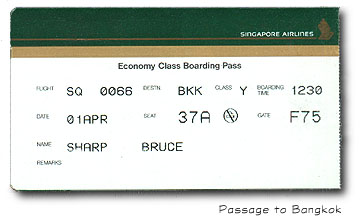 SINGAPORE AIRLINES
Economy Class Boarding Pass
FLIGHT SQ 0066 DESTN. BKK CLASS Y BOARDING TIME 1230
DATE 01APR SEAT 37A GATE F75
NAME SHARP BRUCE
REMARKS
Passage to Bangkok